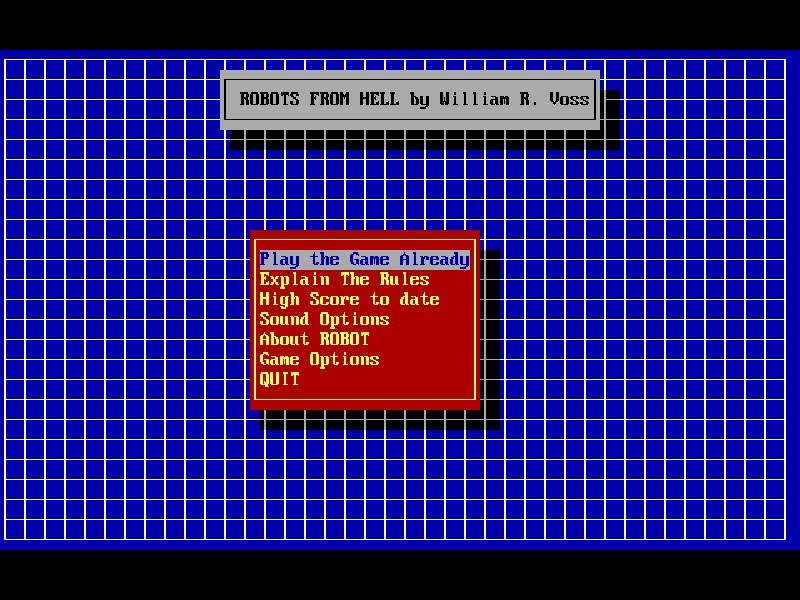 ROBOTS FROM HELL by William R. Voss
Play the Game Already
Explain The Rules
High Score to date
Sound Options
About ROBOT
Game Options
QUIT